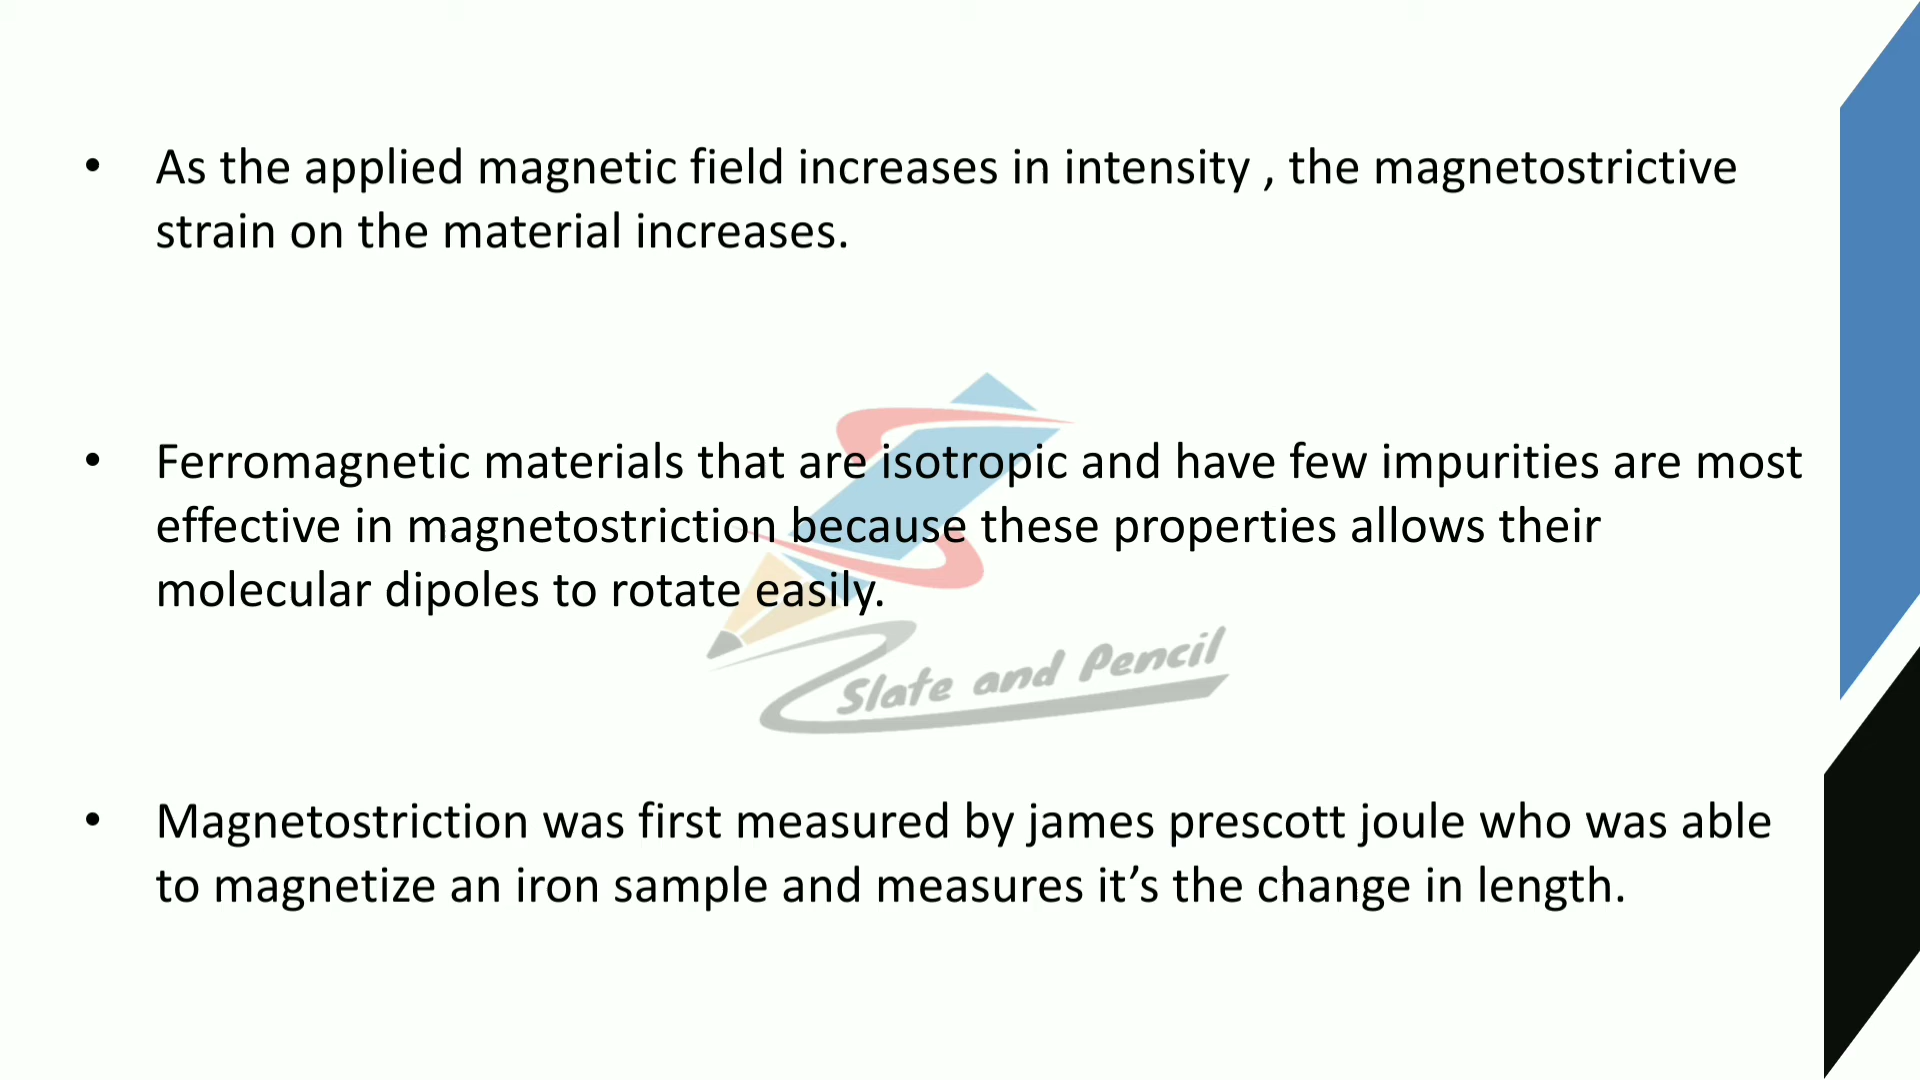 • As the applied magnetic field increases in intensity , the magnetostrictive
strain on the material increases.
• Ferromagnetic materials that are isotropic and have few impurities are most
effective in magnetostriction because these properties allows their
molecular dipoles to rotate easily.
Slate and Pencil
• Magnetostriction was first measured by james prescott joule who was able
to magnetize an iron sample and measures it’s the change in length.